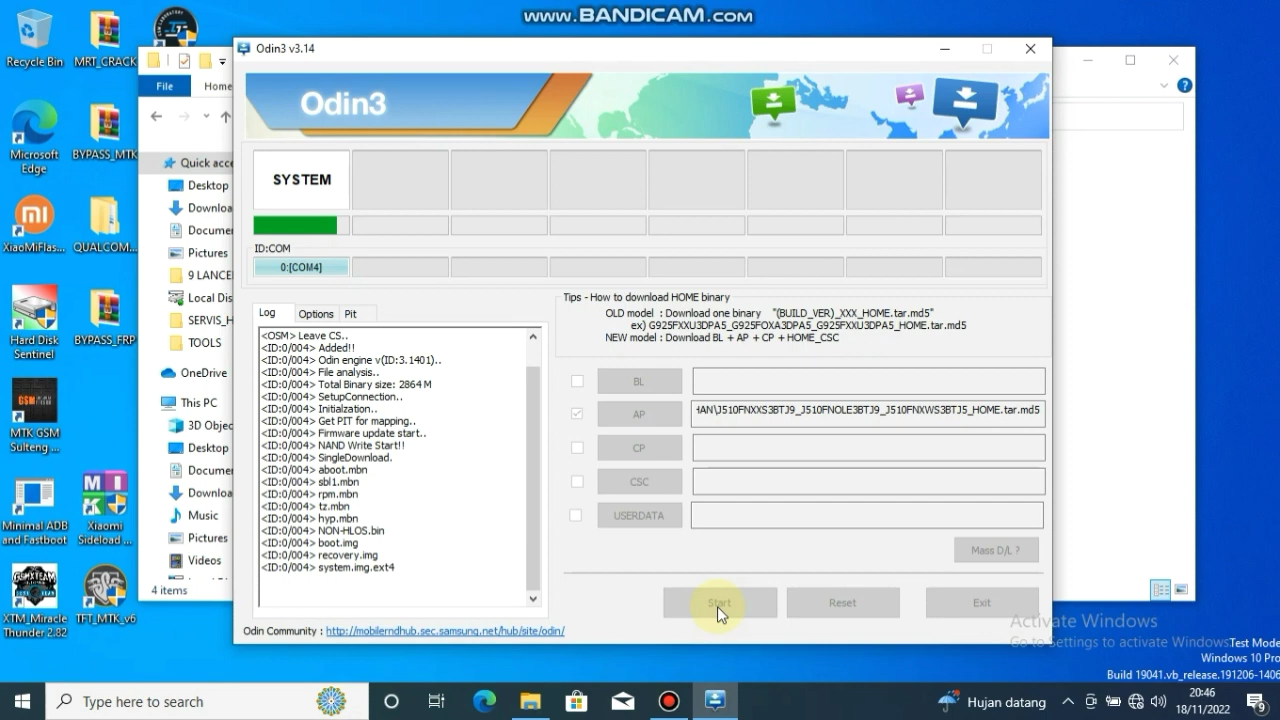 www.BANDICAM.com
Recycle Bin
MRT_CRACK
Microsoft Edge
BYPASS_MTK
XiaoMiFlas...
QUALCOM...
Hard Disk Sentinel
BYPASS_FRP
MTK GSM Sulteng ...
Minimal ADB and Fastboot
Xiaomi Sideload ...
XTM_Miracle Thunder 2.82
TFT_MTK_v6
File
Home
Quick acce
Desktop
Downloa
Documen
Pictures
9 LANCE
Local Dis
SERVIS_H
TOOLS
OneDrive
This PC
3D Objec
Desktop
Documen
Downloa
Music
Pictures
Videos
4 items
Odin3 v3.14
Odin3
SYSTEM
ID:COM
0:[COM4]
Log
Options
Pit
<OSM> Leave CS..
<ID:0/004> Added!!
<ID:0/004> Odin engine v(ID:3.1401)..
<ID:0/004> File analysis..
<ID:0/004> Total Binary size: 2864 M
<ID:0/004> SetupConnection..
<ID:0/004> Initialzation..
<ID:0/004> Get PIT for mapping..
<ID:0/004> Firmware update start..
<ID:0/004> NAND Write Start!!
<ID:0/004> SingleDownload.
<ID:0/004> aboot.mbn
<ID:0/004> sbl1.mbn
<ID:0/004> rpm.mbn
<ID:0/004> tz.mbn
<ID:0/004> hyp.mbn
<ID:0/004> NON-HLOS.bin
<ID:0/004> boot.img
<ID:0/004> recovery.img
<ID:0/004> system.img.ext4
Tips - How to download HOME binary
OLD model : Download one binary "(BUILD_VER)_XXX_HOME.tar.md5"
ex) G925FXXU3DPA5_G925FOXA3DPA5_G925FXXU3DPA5_HOME.tar.md5
NEW model : Download BL + AP + CP + HOME_CSC
BL
AP
HAN\J510FNXXS3BTJ9_J510FNOLE3BTJ9_J510FNXWS3BTJ5_HOME.tar.md5
CP
CSC
USERDATA
Mass D/L ?
Start
Reset
Exit
Odin Community : http://mobilerndhub.sec.samsung.net/hub/site/odin/
Activate Windows
Go to Settings to activate Windows.
Test Mode
Windows 10 Pro
Build 19041.vb_release.191206-1406
Type here to search
Hujan datang
20:46
18/11/2022
9